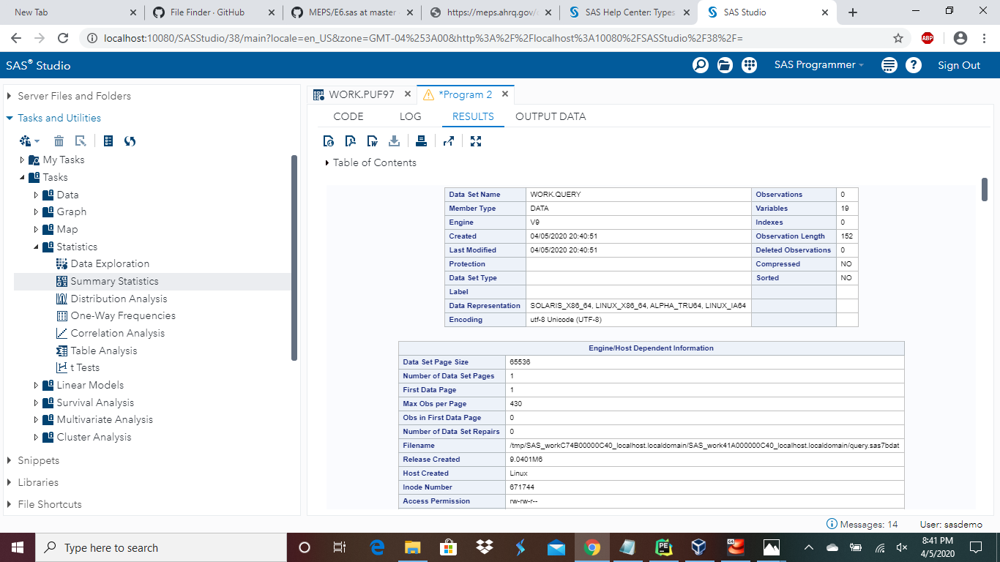 New Tab
File Finder · GitHub
MEPS/E6.sas at master
https://meps.ahrq.gov/
SAS Help Center: Types
SAS Studio
localhost:10080/SASStudio/38/main?locale=en_US&zone=GMT-04%253A00&http%3A%2F%2Flocalhost%3A10080%2FSASStudio%2F38%2F=
ABP
SAS® Studio
SAS Programmer
Sign Out
Server Files and Folders
Tasks and Utilities
My Tasks
Tasks
Data
Graph
Map
Statistics
Data Exploration
Summary Statistics
Distribution Analysis
One-Way Frequencies
Correlation Analysis
Table Analysis
t Tests
Linear Models
Survival Analysis
Multivariate Analysis
Cluster Analysis
Snippets
Libraries
File Shortcuts
WORK.PUF97
*Program 2
CODE LOG RESULTS OUTPUT DATA
Table of Contents
Data Set Name WORK.QUERY Observations 0
Member Type DATA Variables 19
Engine V9 Indexes 0
Created 04/05/2020 20:40:51 Observation Length 152
Last Modified 04/05/2020 20:40:51 Deleted Observations 0
Protection Compressed NO
Data Set Type Sorted NO
Label
Data Representation SOLARIS_X86_64, LINUX_X86_64, ALPHA_TRU64, LINUX_IA64
Encoding utf-8 Unicode (UTF-8)
Engine/Host Dependent Information
Data Set Page Size 65536
Number of Data Set Pages 1
First Data Page 1
Max Obs per Page 430
Obs in First Data Page 0
Number of Data Set Repairs 0
Filename /tmp/SAS_workC74B00000C40_localhost.localdomain/SAS_work41A000000C40_localhost.localdomain/query.sas7bdat
Release Created 9.0401M6
Host Created Linux
Inode Number 671744
Access Permission rw-rw-r--
Messages: 14
User: sasdemo
Type here to search
8:41 PM
4/5/2020